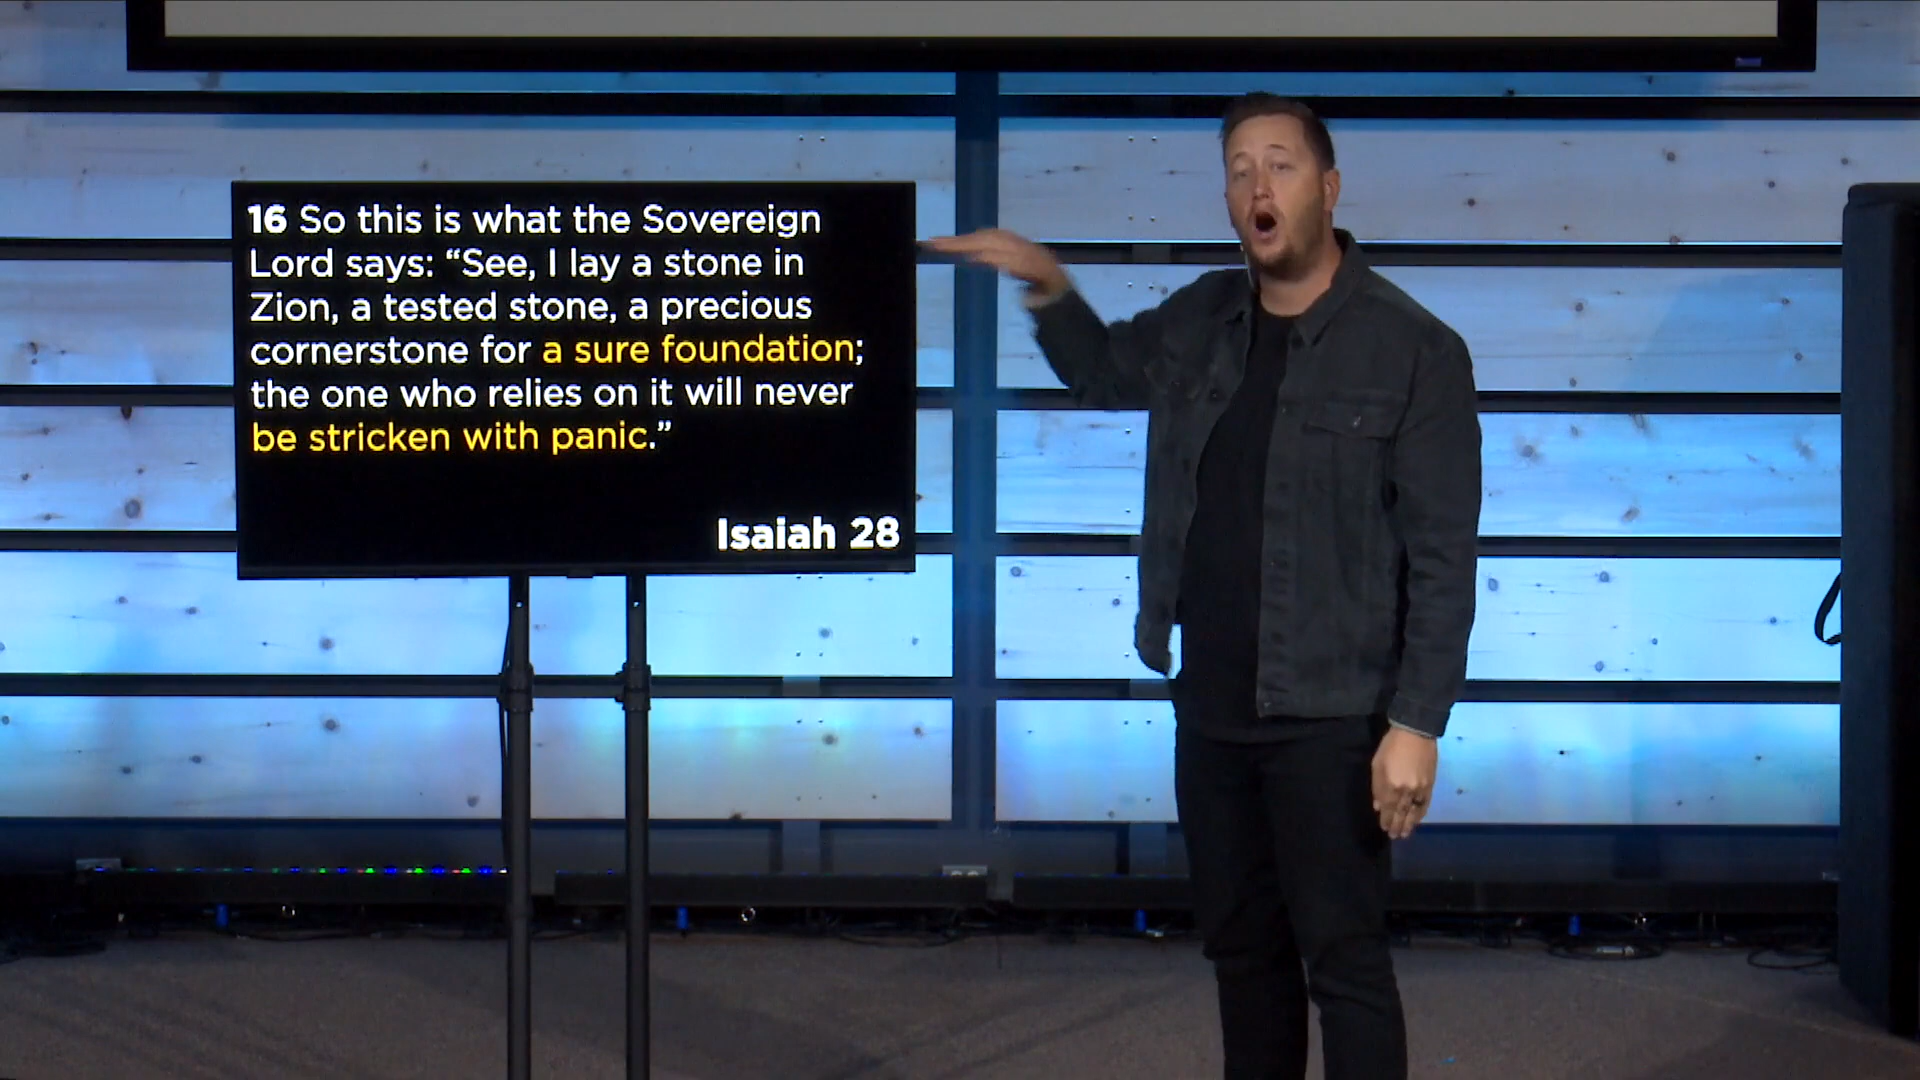 16 So this is what the Sovereign
Lord says: “See, I lay a stone in
Zion, a tested stone, a precious
cornerstone for a sure foundation;
the one who relies on it will never
be stricken with panic.”
Isaiah 28